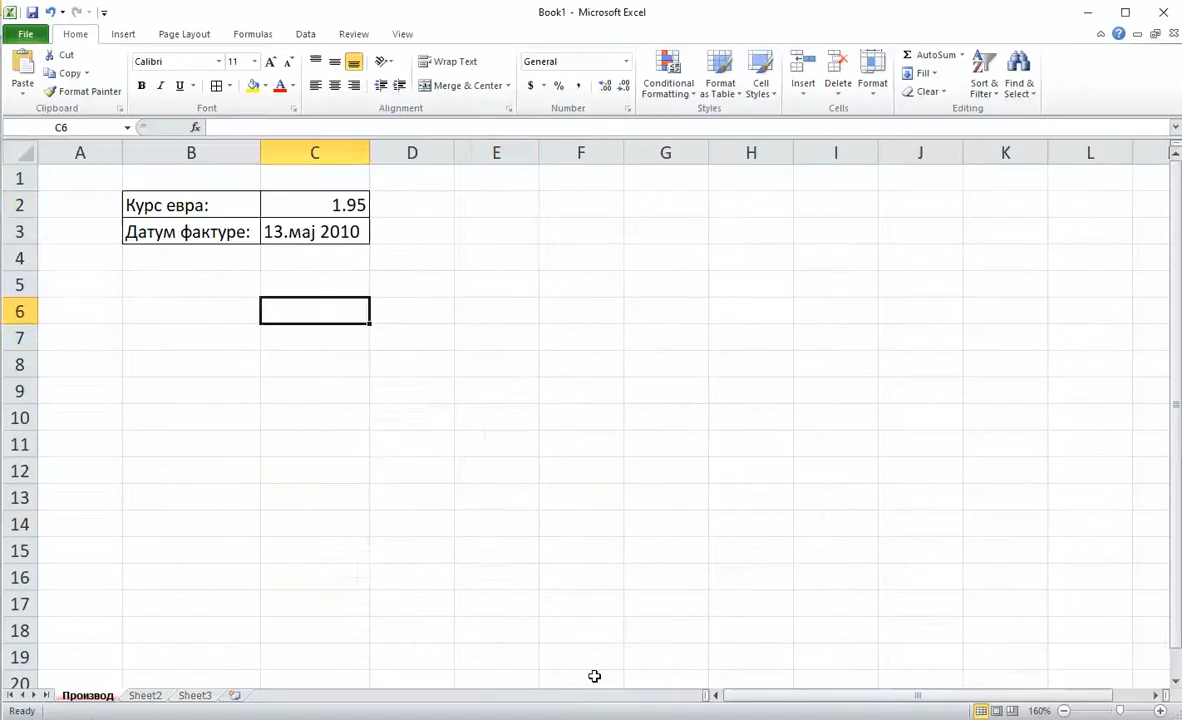 Book1 - Microsoft Excel
File Home Insert Page Layout Formulas Data Review View
Paste
Cut
Copy
Format Painter
Clipboard
Calibri 11
B I U
Font
Wrap Text
Merge & Center
Alignment
General
$ % ,
Number
Conditional Formatting
Format as Table
Cell Styles
Styles
Insert Delete Format
Cells
AutoSum
Fill
Clear
Sort & Filter
Find & Select
Editing
C6 fx
A B C D E F G H I J K L
1
2 Курс евра: 1.95
3 Датум фактуре: 13.мај 2010
4
5
6
7
8
9
10
11
12
13
14
15
16
17
18
19
20
Производ Sheet2 Sheet3
Ready 160%